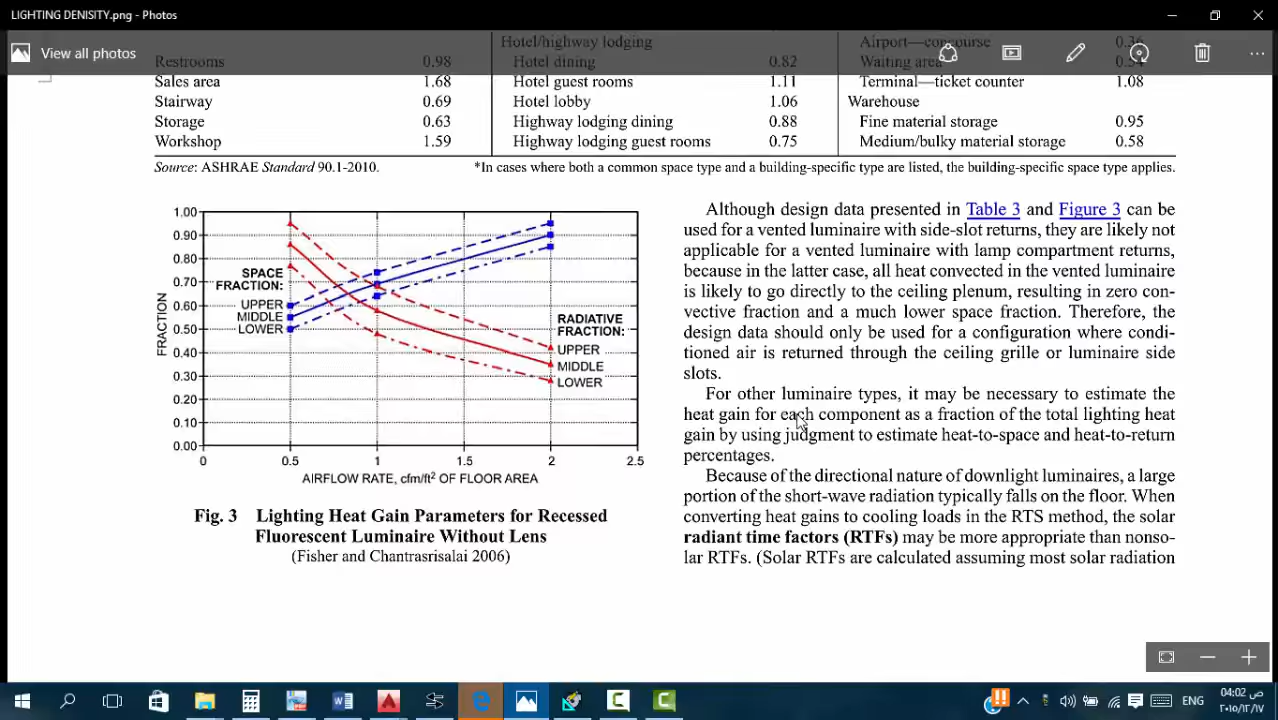 LIGHTING DENISITY.png - Photos
View all photos
Hotel/highway lodging
Airport—concourse 0.36
Restrooms 0.98 Hotel dining 0.82 Waiting area 0.54
Sales area 1.68 Hotel guest rooms 1.11 Terminal—ticket counter 1.08
Stairway 0.69 Hotel lobby 1.06 Warehouse
Storage 0.63 Highway lodging dining 0.88 Fine material storage 0.95
Workshop 1.59 Highway lodging guest rooms 0.75 Medium/bulky material storage 0.58
Source: ASHRAE Standard 90.1-2010. *In cases where both a common space type and a building-specific type are listed, the building-specific space type applies.
1.00
0.90
0.80
0.70
0.60
0.50
0.40
0.30
0.20
0.10
0.00
FRACTION
SPACE
FRACTION:
UPPER
MIDDLE
LOWER
RADIATIVE
FRACTION:
UPPER
MIDDLE
LOWER
0 0.5 1 1.5 2 2.5
AIRFLOW RATE, cfm/ft² OF FLOOR AREA
Fig. 3 Lighting Heat Gain Parameters for Recessed
Fluorescent Luminaire Without Lens
(Fisher and Chantrasrisalai 2006)
Although design data presented in Table 3 and Figure 3 can be
used for a vented luminaire with side-slot returns, they are likely not
applicable for a vented luminaire with lamp compartment returns,
because in the latter case, all heat convected in the vented luminaire
is likely to go directly to the ceiling plenum, resulting in zero con-
vective fraction and a much lower space fraction. Therefore, the
design data should only be used for a configuration where condi-
tioned air is returned through the ceiling grille or luminaire side
slots.
For other luminaire types, it may be necessary to estimate the
heat gain for each component as a fraction of the total lighting heat
gain by using judgment to estimate heat-to-space and heat-to-return
percentages.
Because of the directional nature of downlight luminaires, a large
portion of the short-wave radiation typically falls on the floor. When
converting heat gains to cooling loads in the RTS method, the solar
radiant time factors (RTFs) may be more appropriate than nonso-
lar RTFs. (Solar RTFs are calculated assuming most solar radiation
ENG
04:02 ص
٢٠١٥/١٢/١٧